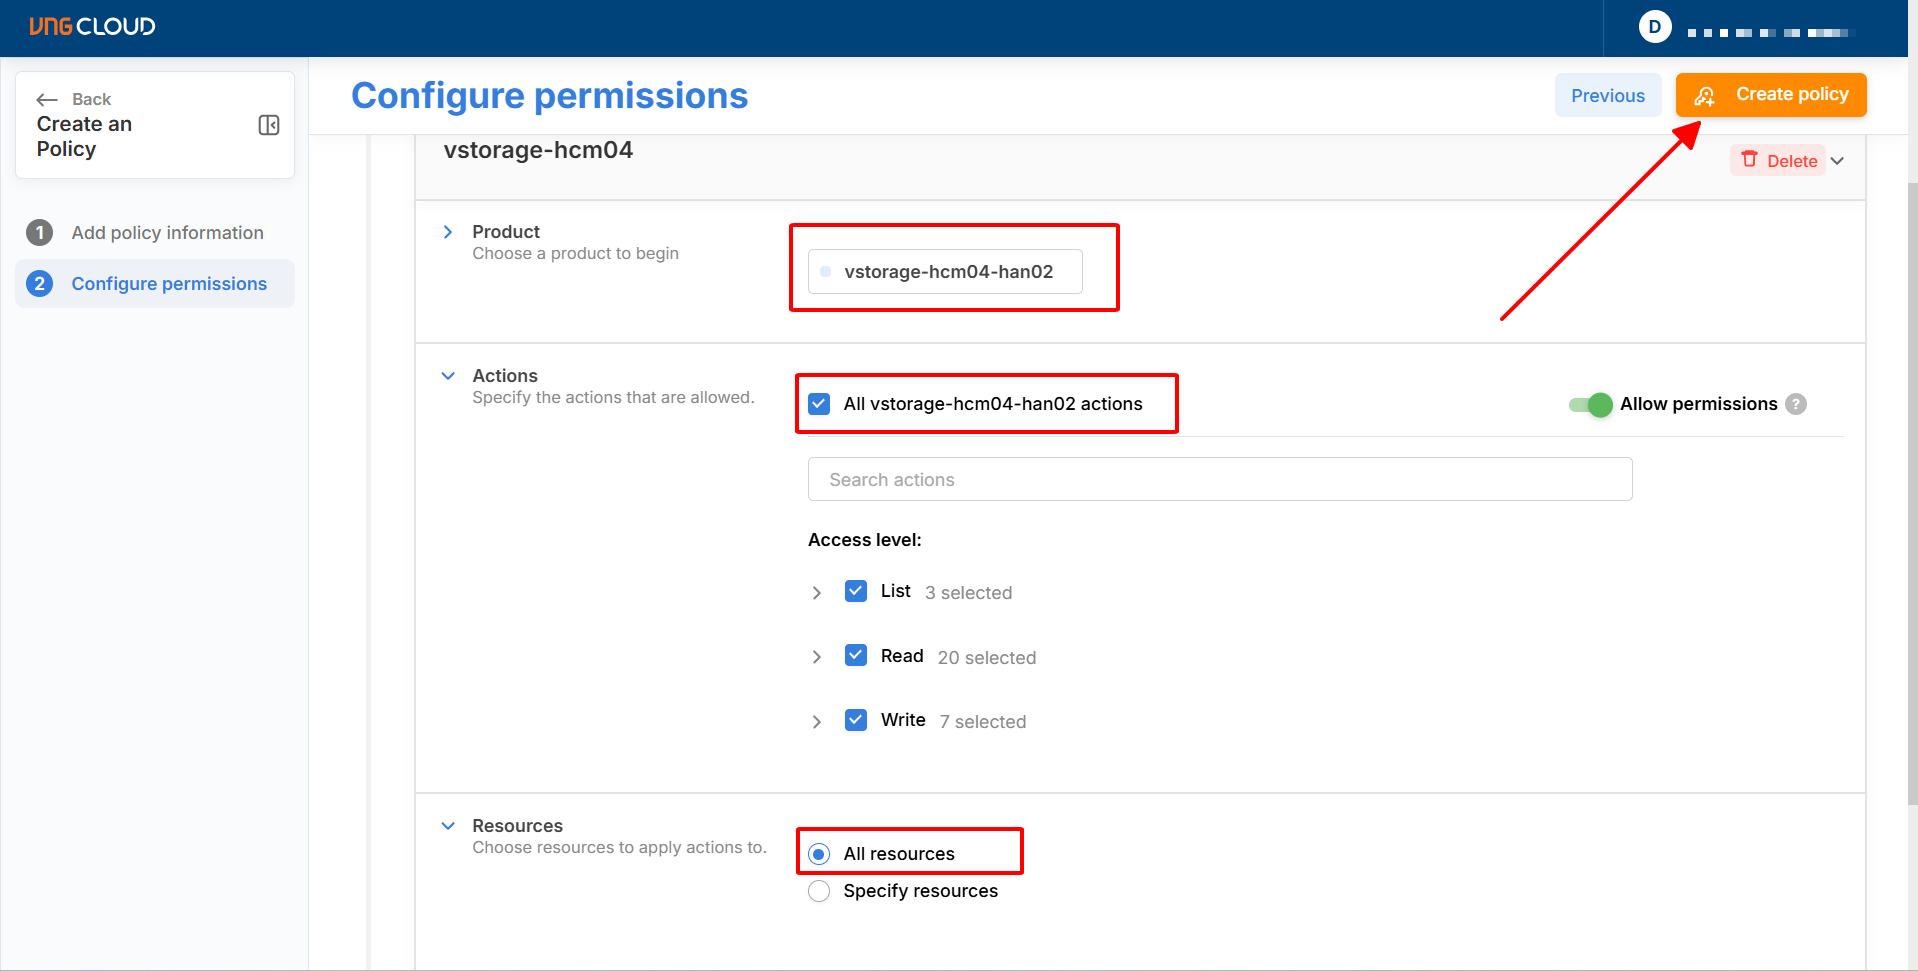 VNG CLOUD
D
Back
Create an
Policy
1 Add policy information
2 Configure permissions
Configure permissions
Previous
Create policy
vstorage-hcm04
Delete
Product
Choose a product to begin
vstorage-hcm04-han02
Actions
Specify the actions that are allowed.
All vstorage-hcm04-han02 actions
Allow permissions ?
Search actions
Access level:
List 3 selected
Read 20 selected
Write 7 selected
Resources
Choose resources to apply actions to.
All resources
Specify resources